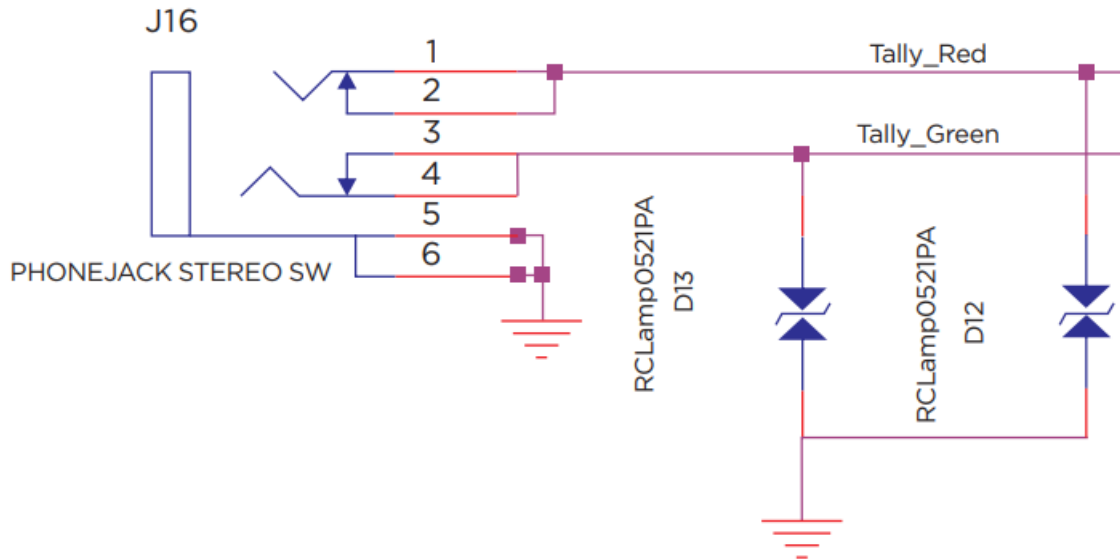 J16
1
Tally_Red
2
3
Tally_Green
4
5
6
PHONEJACK STEREO SW
RCLamp0521PA
D13
RCLamp0521PA
D12